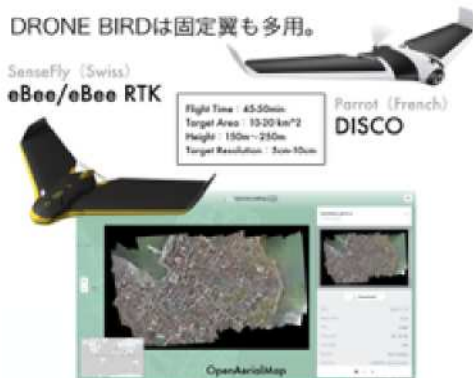 DRONE BIRDは固定翼も多用。
SenseFly（Swiss）
eBee/eBee RTK
Flight Time : 45-50min
Target Area : 10-20 km^2
Height : 150m～250m
Target Resolution : 5cm-10cm
Parrot（French）
DISCO
OpenAerialMap